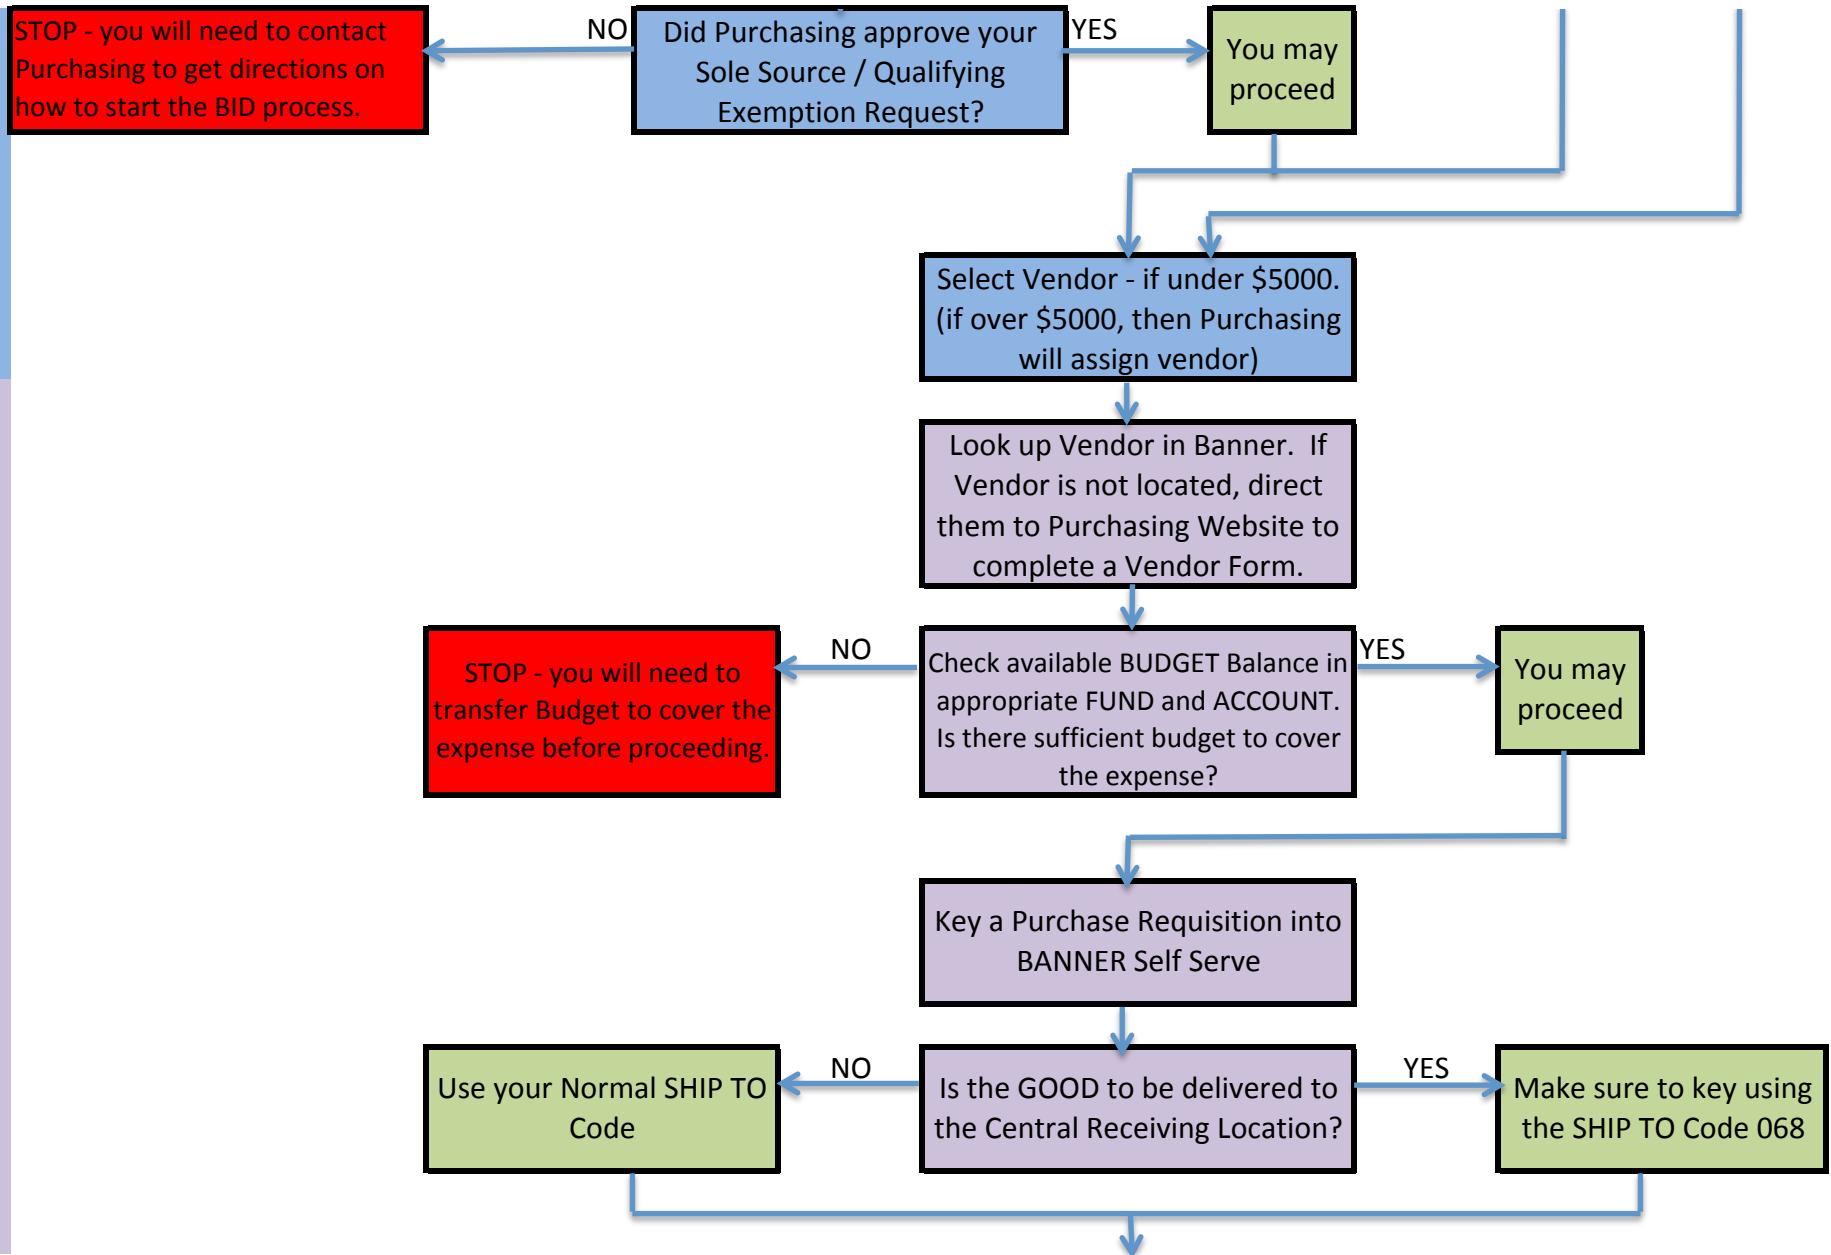 STOP - you will need to contact
Purchasing to get directions on
how to start the BID process.
NO
Did Purchasing approve your
Sole Source / Qualifying
Exemption Request?
YES
You may
proceed
Select Vendor - if under $5000.
(if over $5000, then Purchasing
will assign vendor)
Look up Vendor in Banner.  If
Vendor is not located, direct
them to Purchasing Website to
complete a Vendor Form.
STOP - you will need to
transfer Budget to cover the
expense before proceeding.
NO
Check available BUDGET Balance in
appropriate FUND and ACCOUNT.
Is there sufficient budget to cover
the expense?
YES
You may
proceed
Key a Purchase Requisition into
BANNER Self Serve
Use your Normal SHIP TO
Code
NO
Is the GOOD to be delivered to
the Central Receiving Location?
YES
Make sure to key using
the SHIP TO Code 068